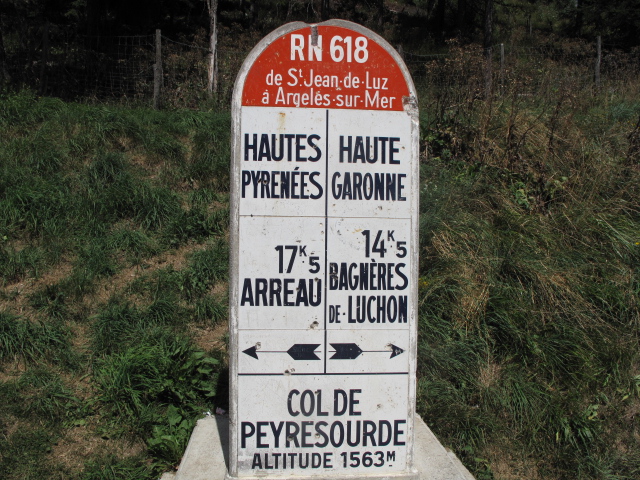 RN 618
de St Jean-de-Luz
à Argelès-sur-Mer
HAUTES
PYRÉNÉES
HAUTE
GARONNE
17K5
ARREAU
14K5
BAGNÈRES
DE-LUCHON
COL DE
PEYRESOURDE
ALTITUDE 1563M